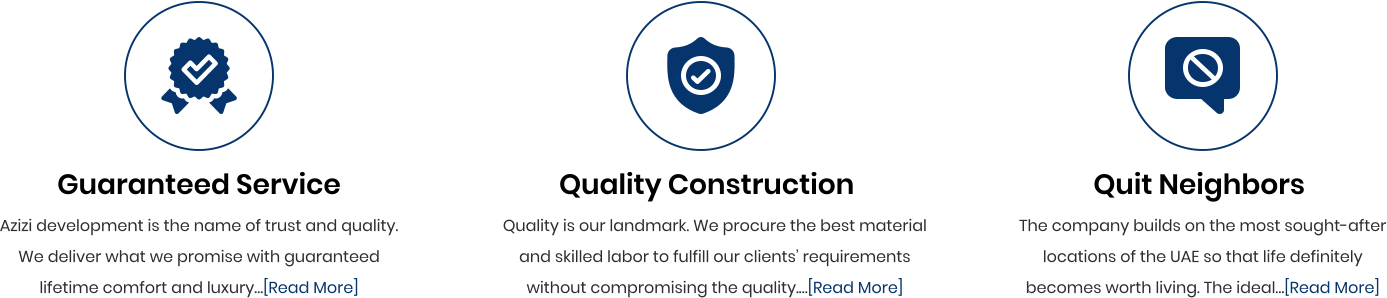 Guaranteed Service
Azizi development is the name of trust and quality.
We deliver what we promise with guaranteed
lifetime comfort and luxury...[Read More]
Quality Construction
Quality is our landmark. We procure the best material
and skilled labor to fulfill our clients’ requirements
without compromising the quality....[Read More]
Quit Neighbors
The company builds on the most sought-after
locations of the UAE so that life definitely
becomes worth living. The ideal...[Read More]